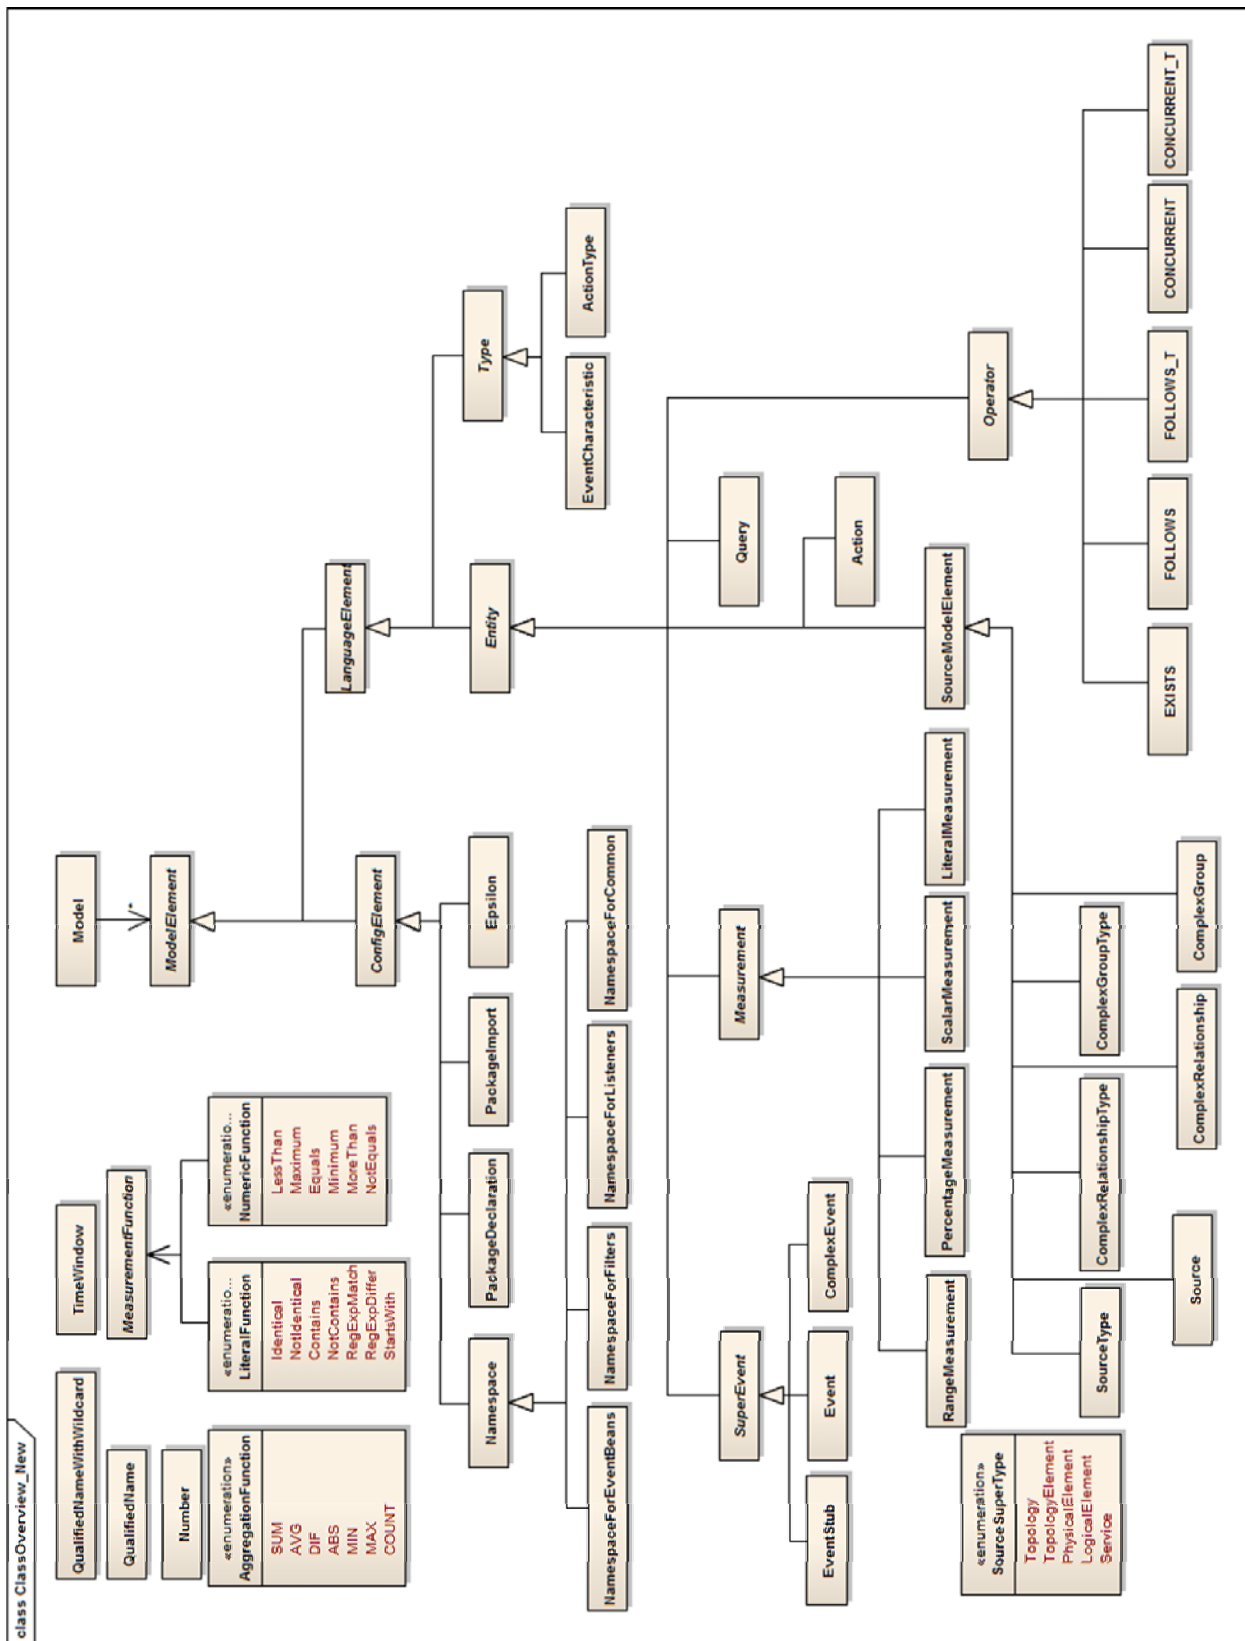 class ClassOverview_New
QualifiedNameWithWildcard
TimeWindow
Model
QualifiedName
MeasurementFunction
*
ModelElement
Number
«enumeration»
AggregationFunction
SUM
AVG
DIF
ABS
MIN
MAX
COUNT
«enumeratio...
LiteralFunction
Identical
NotIdentical
Contains
NotContains
RegExpMatch
RegExpDiffer
StartsWith
«enumeratio...
NumericFunction
LessThan
Maximum
Equals
Minimum
MoreThan
NotEquals
LanguageElement
ConfigElement
Namespace
PackageDeclaration
PackageImport
Epsilon
Entity
Type
NamespaceForEventBeans
NamespaceForFilters
NamespaceForListeners
NamespaceForCommon
EventCharacteristic
ActionType
SuperEvent
Measurement
Query
EventStub
Event
ComplexEvent
Action
RangeMeasurement
PercentageMeasurement
ScalarMeasurement
LiteralMeasurement
SourceModelElement
Operator
«enumeration»
SourceSuperType
Topology
TopologyElement
PhysicalElement
LogicalElement
Service
SourceType
ComplexRelationshipType
ComplexGroupType
Source
ComplexRelationship
ComplexGroup
EXISTS
FOLLOWS
FOLLOWS_T
CONCURRENT
CONCURRENT_T